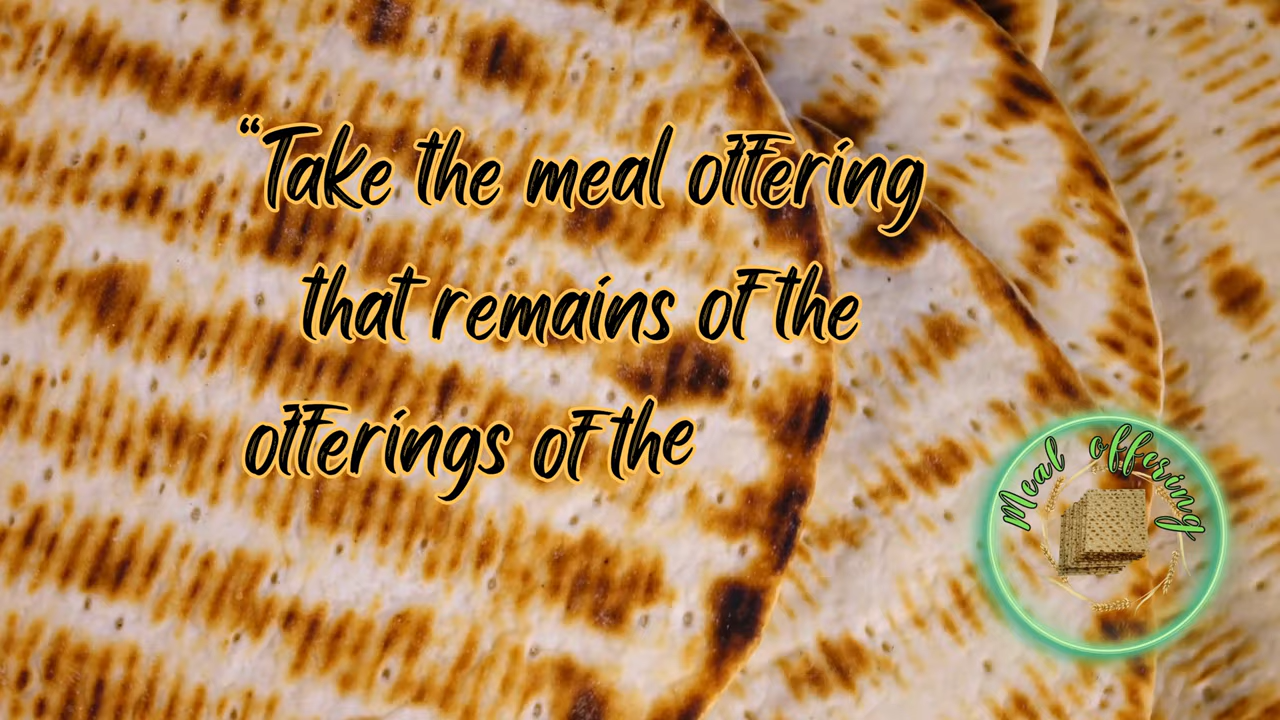 “Take the meal offering
that remains of the
offerings of the
Meal offering